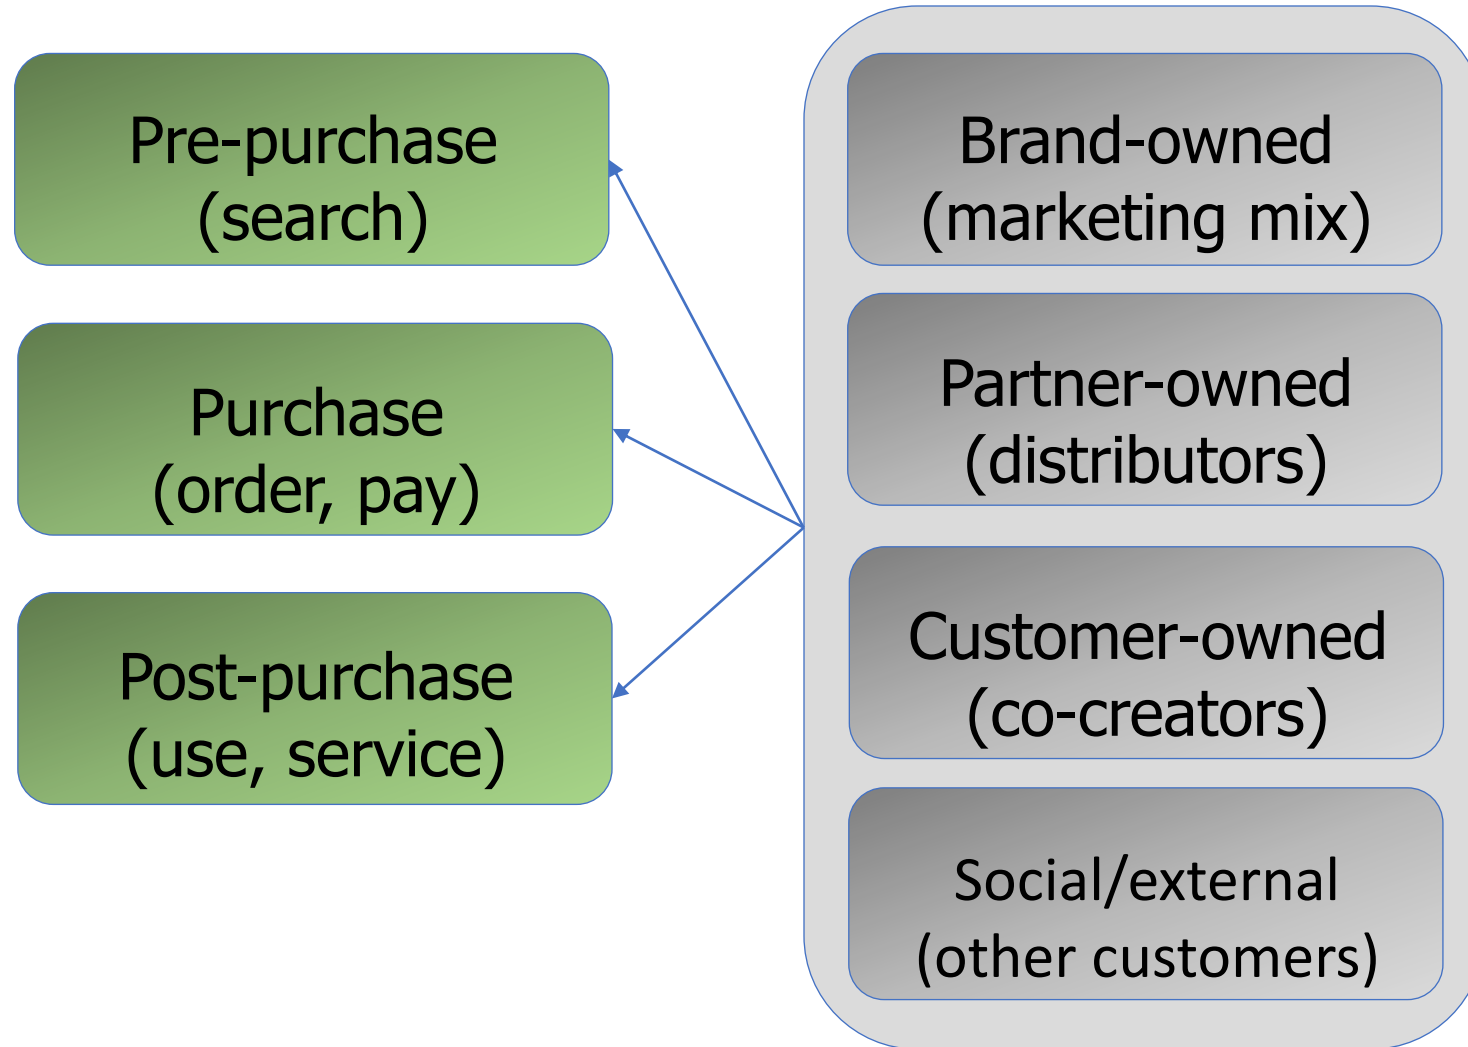 Pre-purchase
(search)
Purchase
(order, pay)
Post-purchase
(use, service)
Brand-owned
(marketing mix)
Partner-owned
(distributors)
Customer-owned
(co-creators)
Social/external
(other customers)